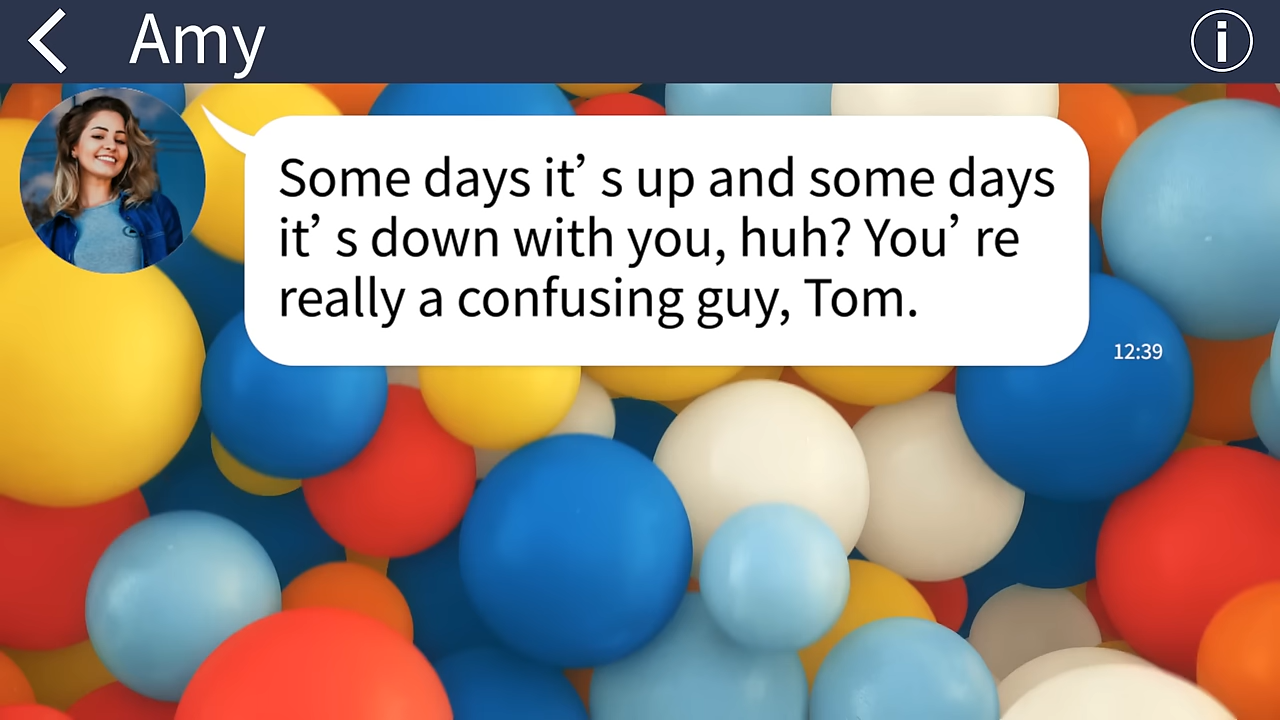 Amy
Some days it’s up and some days
it’s down with you, huh? You’re
really a confusing guy, Tom.
12:39